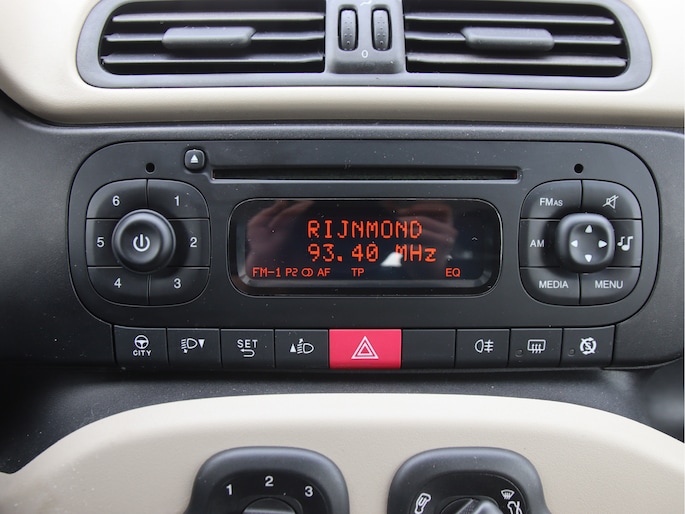 0
6 1
5 2
4 3
RIJNMOND
93.40 MHz
FM-1 P2 AF TP EQ
FMAS
AM
MEDIA MENU
CITY SET
1 2 3